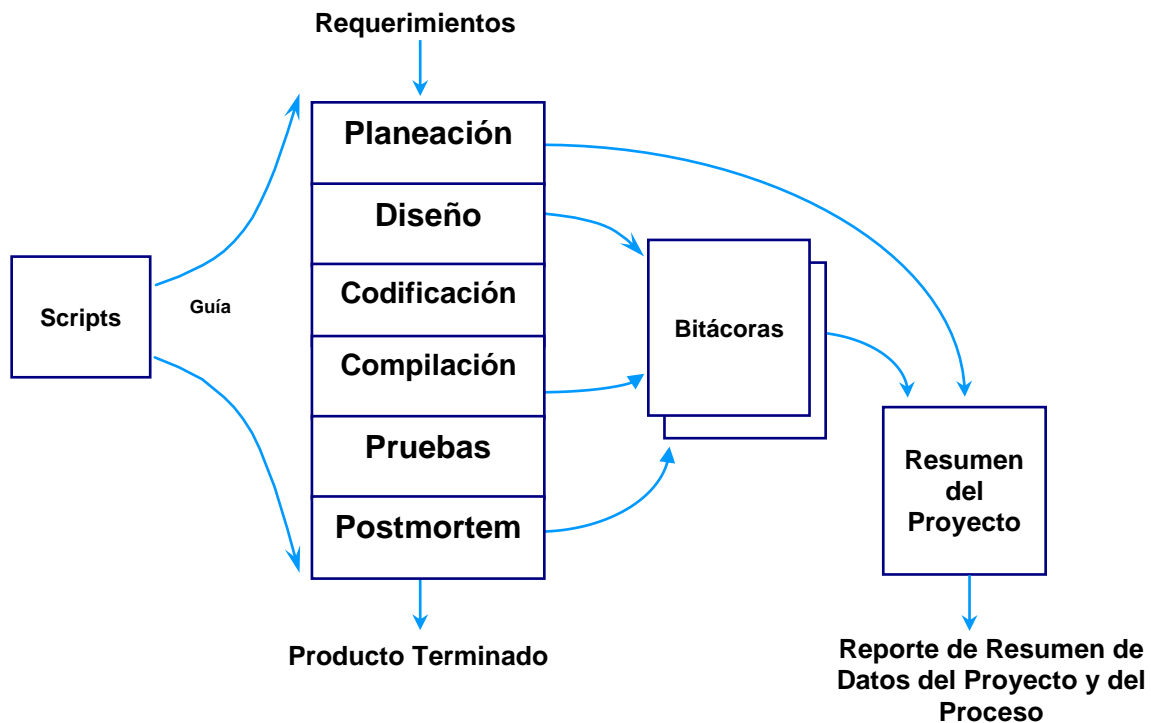 Requerimientos
Planeación
Diseño
Codificación
Compilación
Pruebas
Postmortem
Scripts
Guía
Bitácoras
Resumen
del
Proyecto
Producto Terminado
Reporte de Resumen de
Datos del Proyecto y del
Proceso